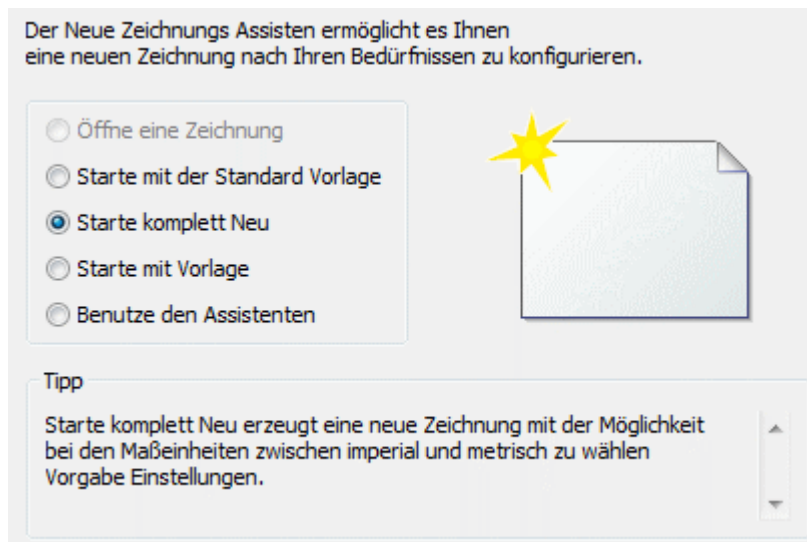 Der Neue Zeichnungs Assisten ermöglicht es Ihnen
eine neuen Zeichnung nach Ihren Bedürfnissen zu konfigurieren.
Öffne eine Zeichnung
Starte mit der Standard Vorlage
Starte komplett Neu
Starte mit Vorlage
Benutze den Assistenten
Tipp
Starte komplett Neu erzeugt eine neue Zeichnung mit der Möglichkeit
bei den Maßeinheiten zwischen imperial und metrisch zu wählen
Vorgabe Einstellungen.